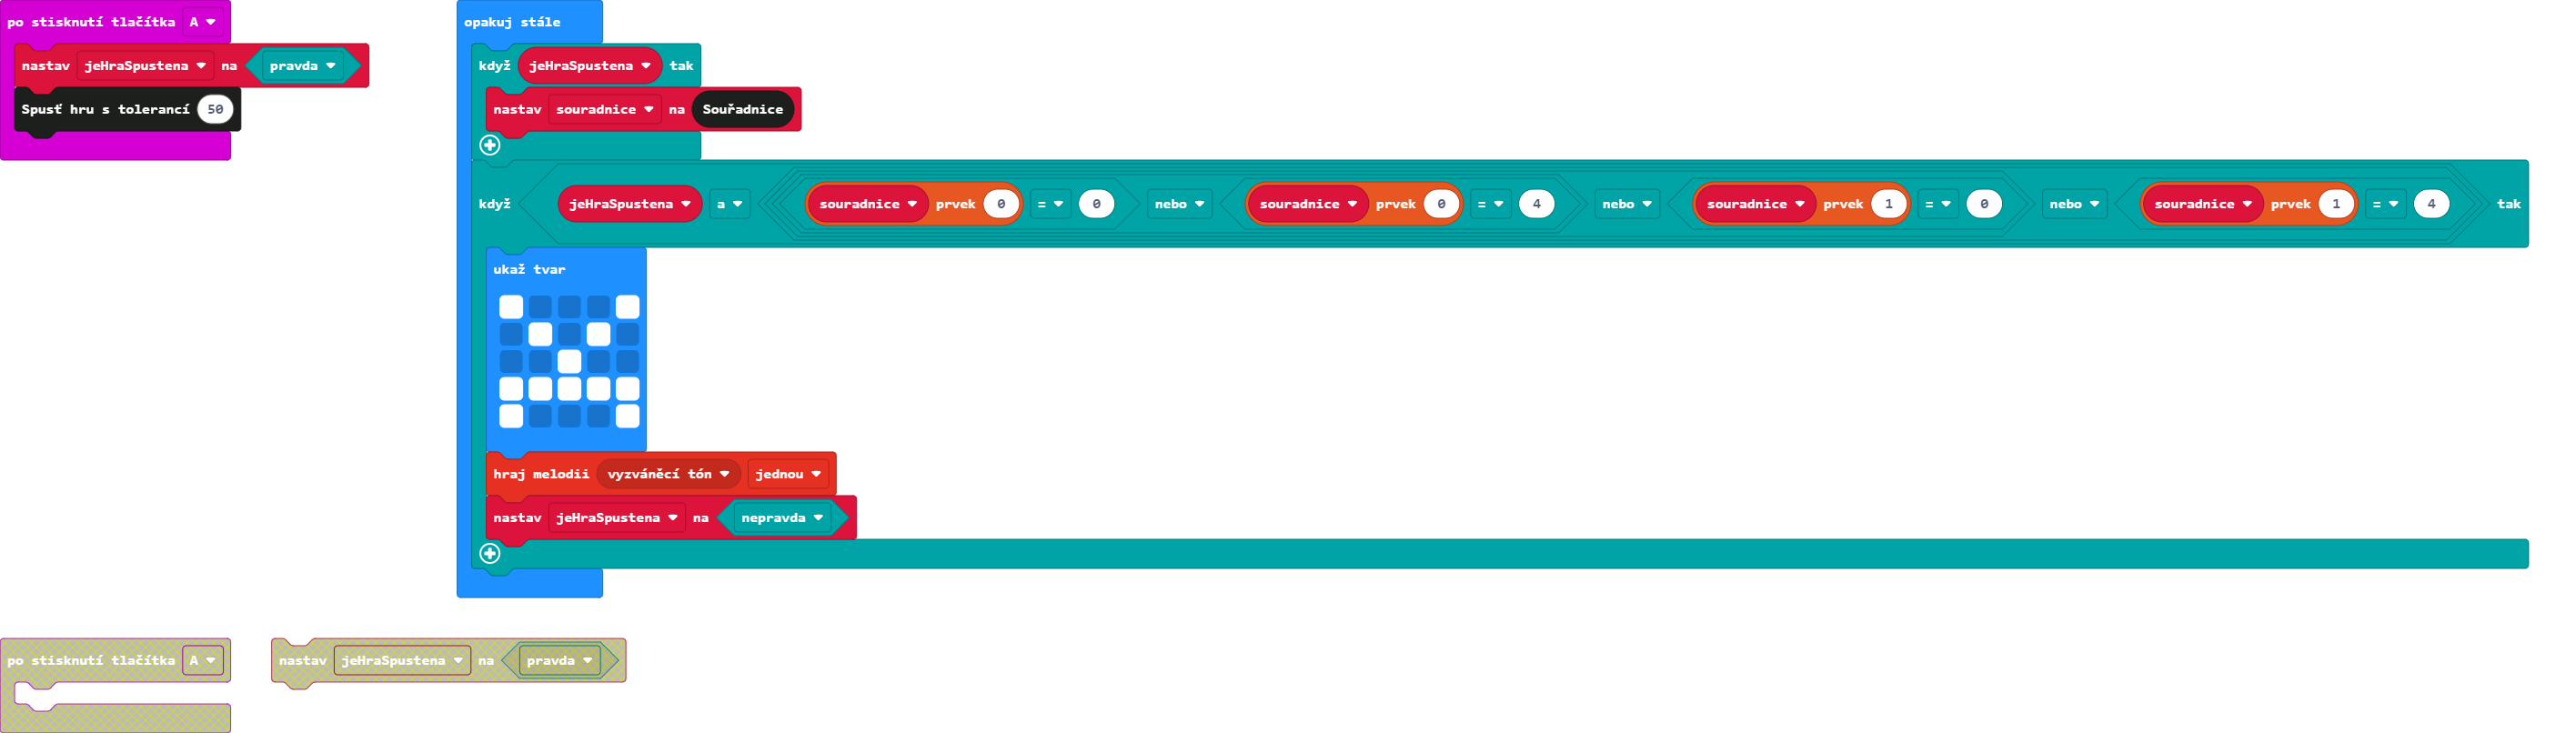 po stisknutí tlačítka A
nastav jeHraSpustena na pravda
Spusť hru s tolerancí 50
opakuj stále
když jeHraSpustena tak
nastav souradnice na Souřadnice
když jeHraSpustena a souradnice prvek 0 = 0 nebo souradnice prvek 0 = 4 nebo souradnice prvek 1 = 0 nebo souradnice prvek 1 = 4 tak
ukaž tvar
hraj melodii vyzváněcí tón jednou
nastav jeHraSpustena na nepravda
po stisknutí tlačítka A
nastav jeHraSpustena na pravda